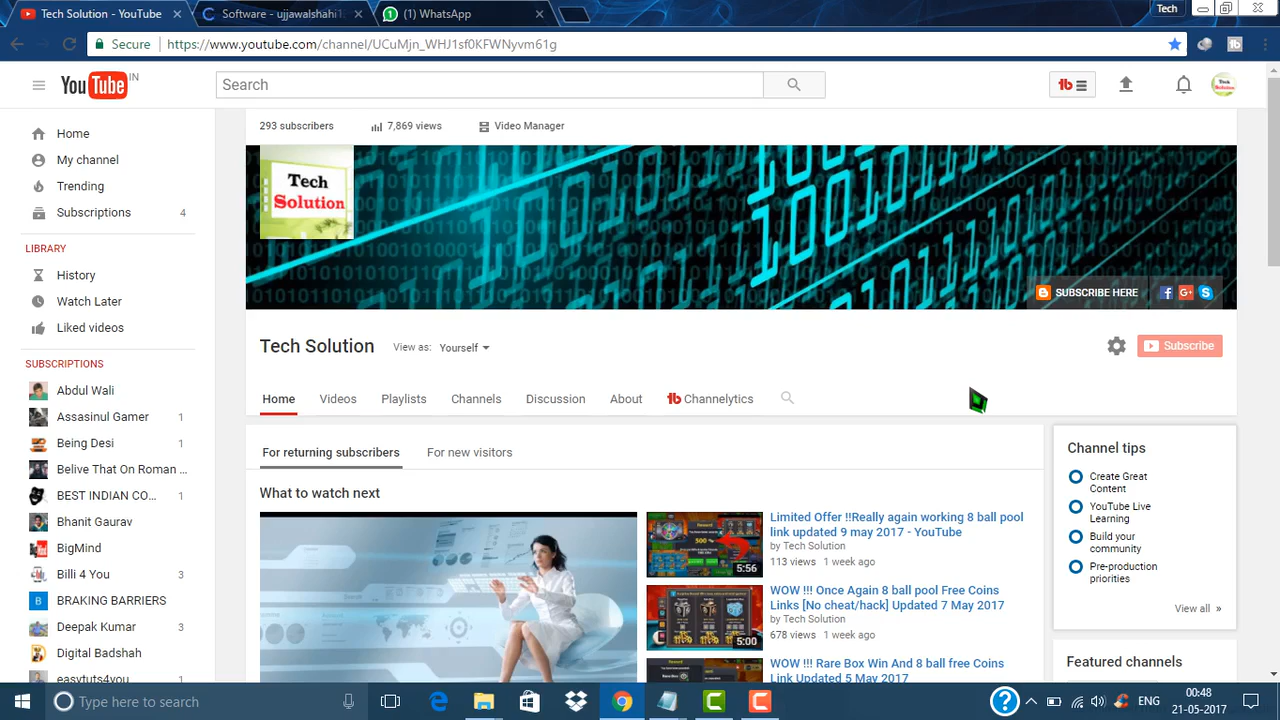 Tech Solution - YouTube
Software - ujjawalshahi1
(1) WhatsApp
Tech
Secure
https://www.youtube.com/channel/UCuMjn_WHJ1sf0KFWNyvm61g
YouTube IN
Search
293 subscribers
7,869 views
Video Manager
Home
My channel
Trending
Subscriptions 4
LIBRARY
History
Watch Later
Liked videos
SUBSCRIPTIONS
Abdul Wali
Assasinul Gamer 1
Being Desi 1
Belive That On Roman ...
BEST INDIAN CO... 1
Bhanit Gaurav
BigMind
Billi 4 You 3
BRAKING BARRIERS
Deepak Kumar 3
Digital Badshah
easytuts4you 1
Tech
Solution
SUBSCRIBE HERE
Tech Solution
View as: Yourself
Subscribe
Home
Videos
Playlists
Channels
Discussion
About
Channelytics
For returning subscribers
For new visitors
What to watch next
Limited Offer !!Really again working 8 ball pool
link updated 9 may 2017 - YouTube
by Tech Solution
113 views 1 week ago
5:56
WOW !!! Once Again 8 ball pool Free Coins
Links [No cheat/hack] Updated 7 May 2017
by Tech Solution
678 views 1 week ago
5:00
WOW !!! Rare Box Win And 8 ball free Coins
Link Updated 5 May 2017
Channel tips
Create Great
Content
YouTube Live
Learning
Build your
community
Pre-production
priorities
View all »
Featured channels
Type here to search
ENG
00:48
21-05-2017